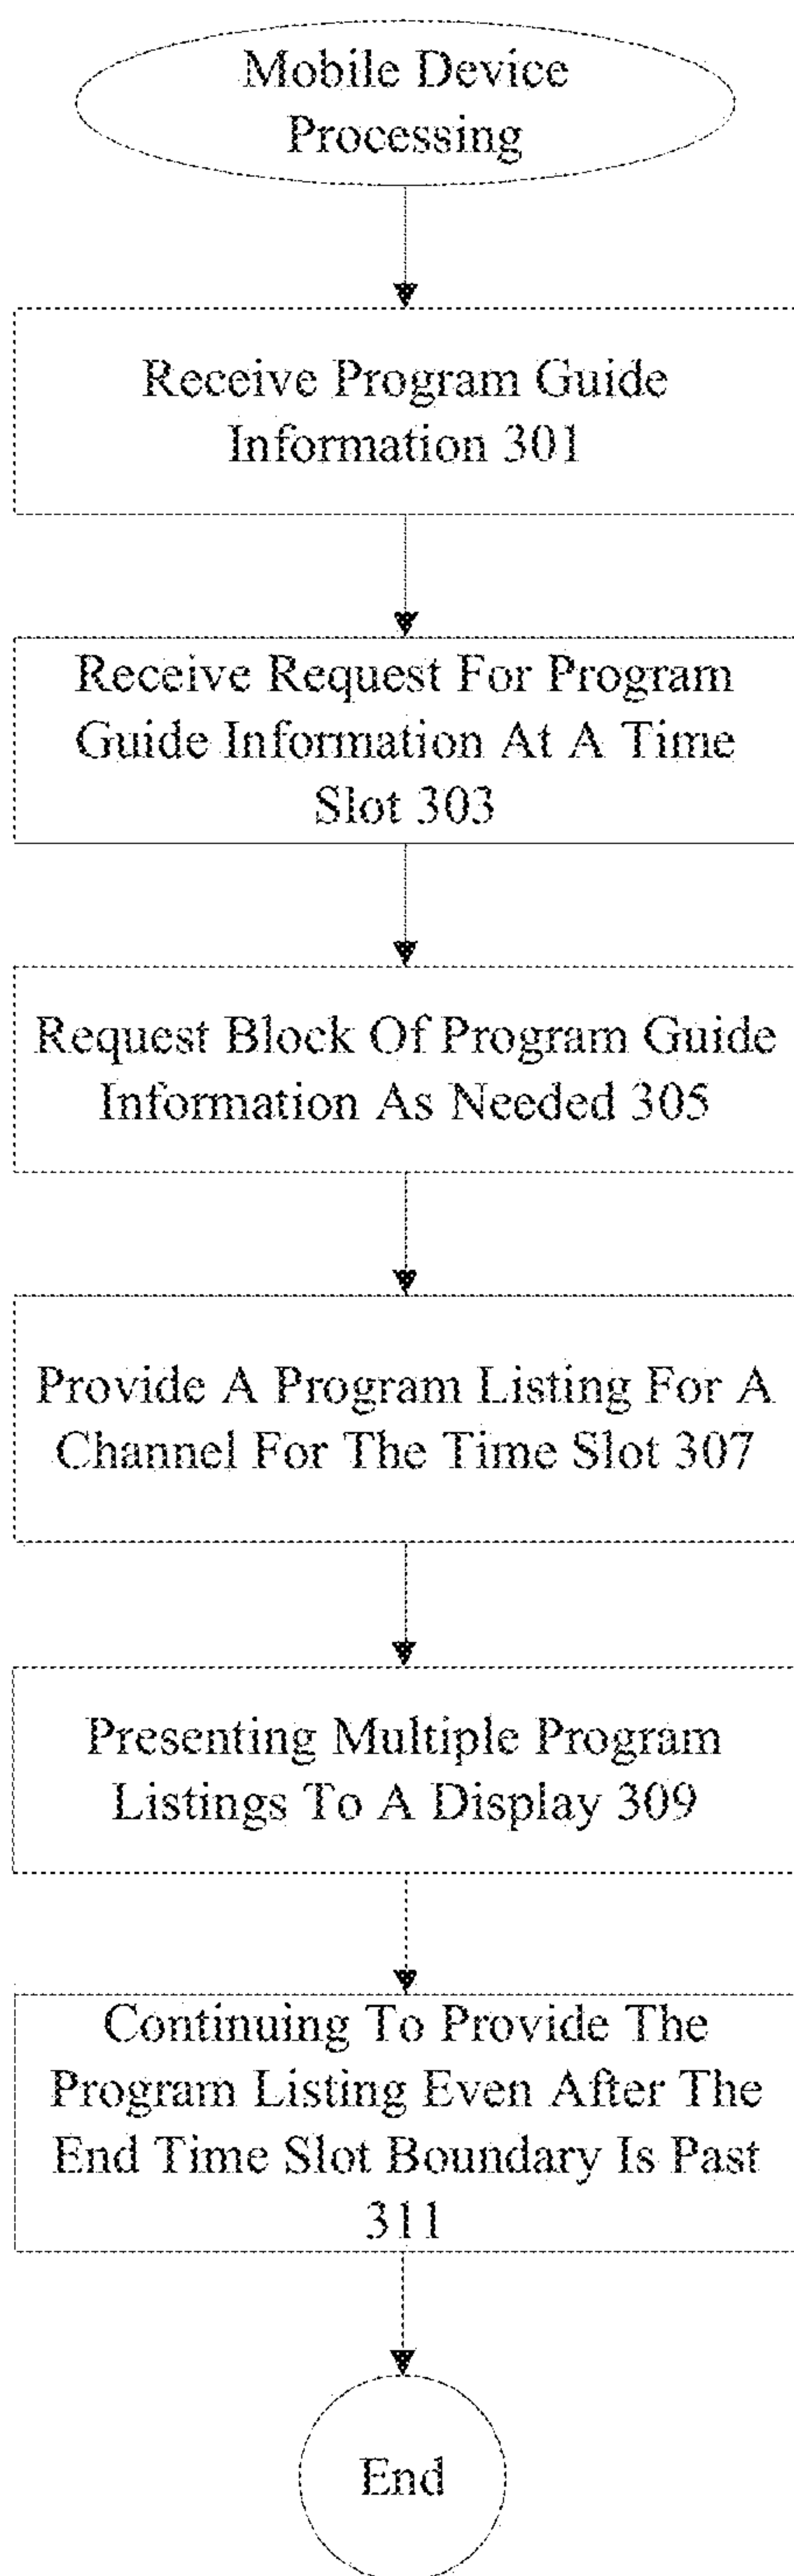 Mobile Device
Processing
Receive Program Guide
Information 301
Receive Request For Program
Guide Information At A Time
Slot 303
Request Block Of Program Guide
Information As Needed 305
Provide A Program Listing For A
Channel For The Time Slot 307
Presenting Multiple Program
Listings To A Display 309
Continuing To Provide The
Program Listing Even After The
End Time Slot Boundary Is Past
311
End